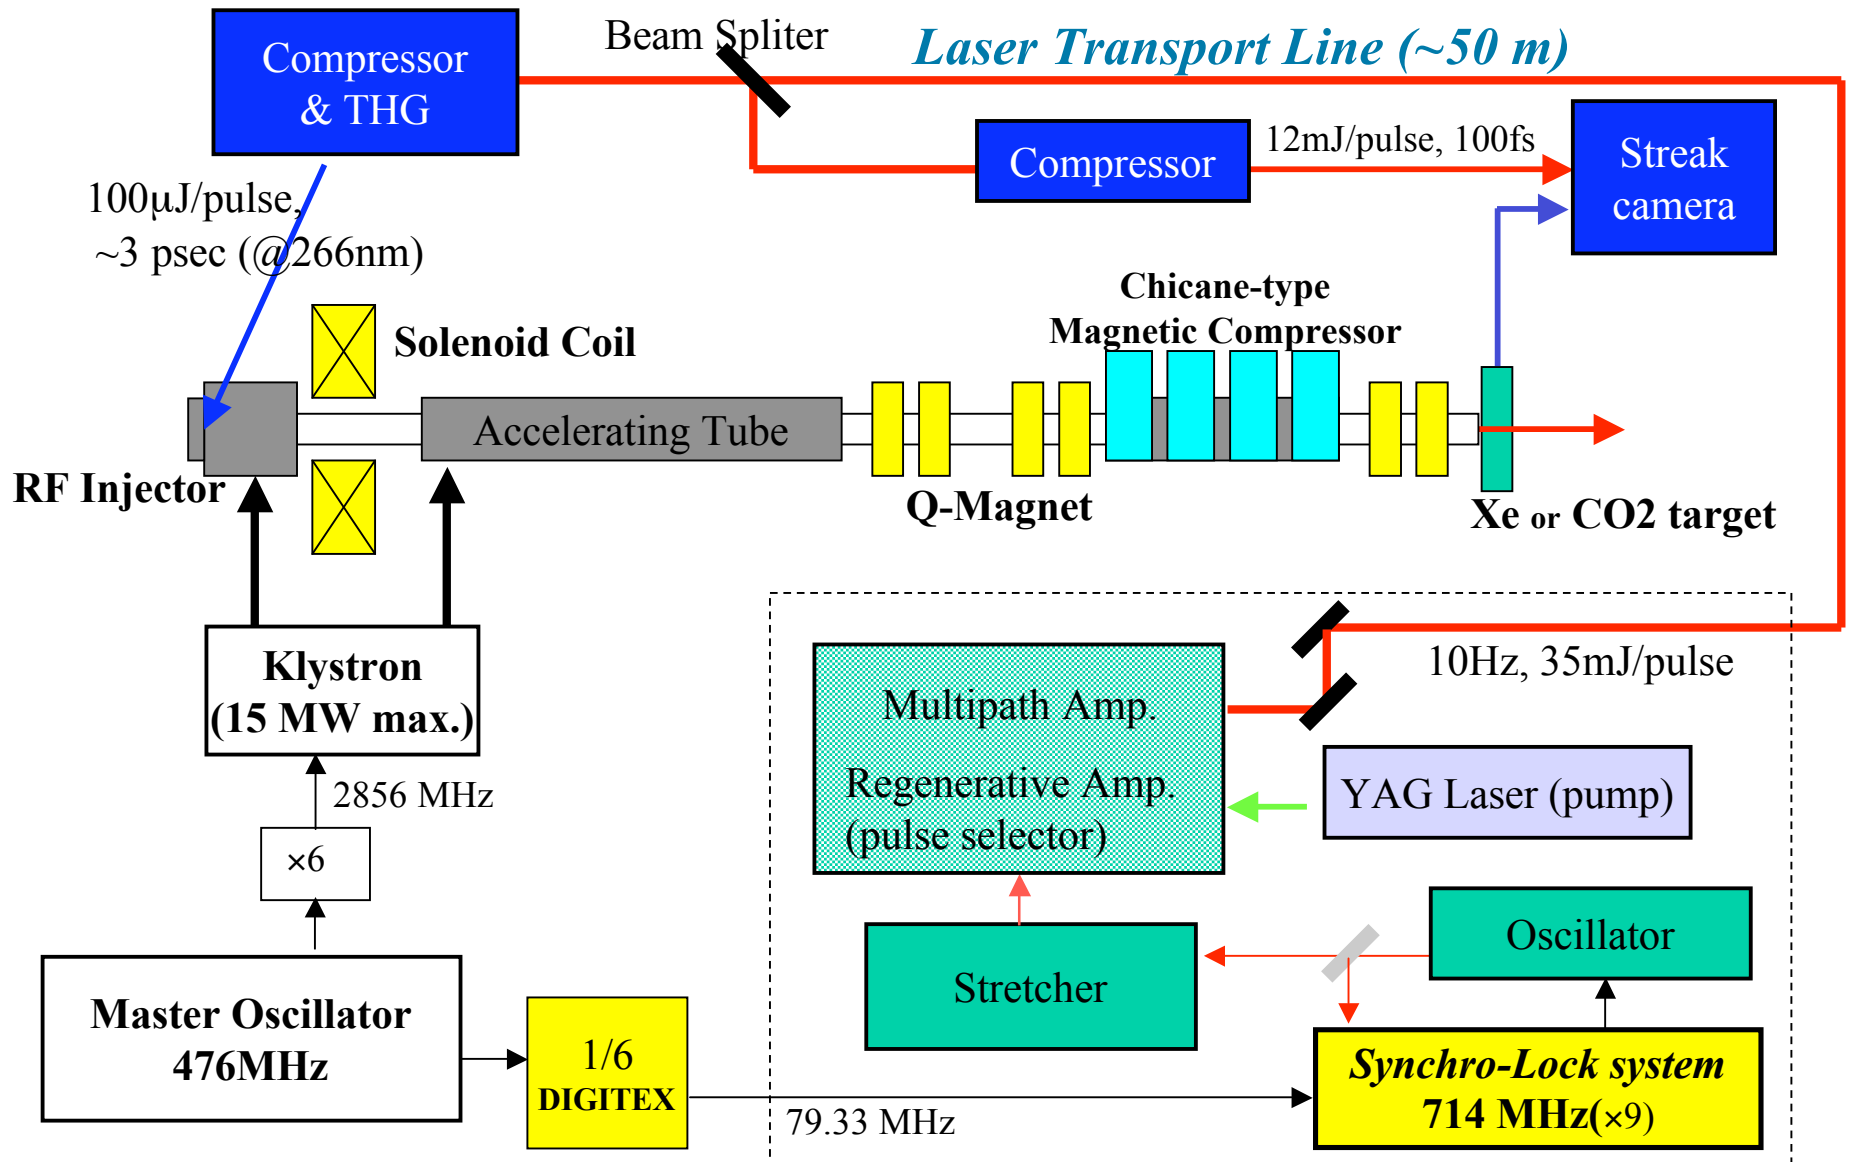 Compressor
& THG
Beam Spliter
Laser Transport Line (~50 m)
Compressor
12mJ/pulse, 100fs
Streak
camera
100μJ/pulse,
~3 psec (@266nm)
Chicane-type
Magnetic Compressor
Solenoid Coil
Accelerating Tube
RF Injector
Q-Magnet
Xe or CO2 target
Klystron
(15 MW max.)
2856 MHz
×6
Master Oscillator
476MHz
1/6
DIGITEX
79.33 MHz
Multipath Amp.
Regenerative Amp.
(pulse selector)
10Hz, 35mJ/pulse
YAG Laser (pump)
Oscillator
Stretcher
Synchro-Lock system
714 MHz(×9)